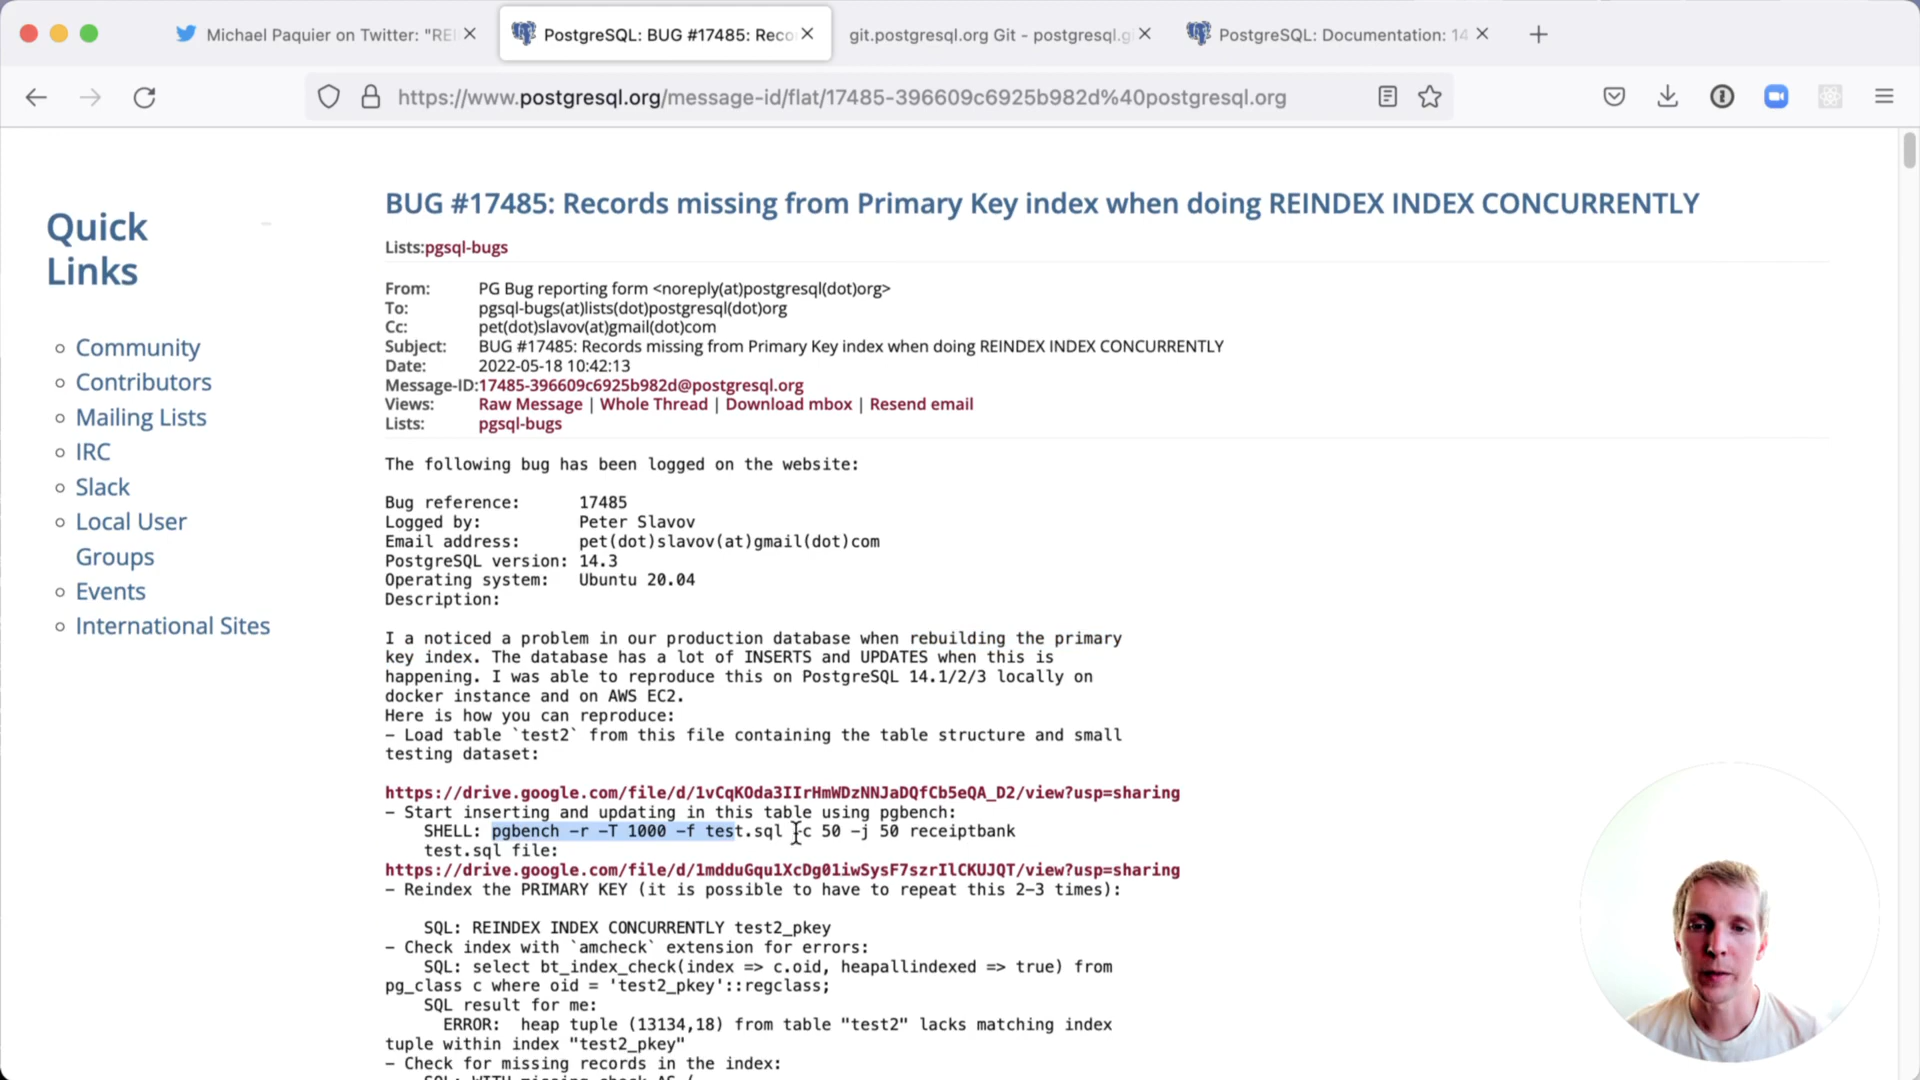 Michael Paquier on Twitter: "REI
PostgreSQL: BUG #17485: Reco
git.postgresql.org Git - postgresql.g
PostgreSQL: Documentation: 14
https://www.postgresql.org/message-id/flat/17485-396609c6925b982d%40postgresql.org
Quick
Links
Community
Contributors
Mailing Lists
IRC
Slack
Local User
Groups
Events
International Sites
BUG #17485: Records missing from Primary Key index when doing REINDEX INDEX CONCURRENTLY
Lists:pgsql-bugs
From: PG Bug reporting form <noreply(at)postgresql(dot)org>
To: pgsql-bugs(at)lists(dot)postgresql(dot)org
Cc: pet(dot)slavov(at)gmail(dot)com
Subject: BUG #17485: Records missing from Primary Key index when doing REINDEX INDEX CONCURRENTLY
Date: 2022-05-18 10:42:13
Message-ID:17485-396609c6925b982d@postgresql.org
Views: Raw Message | Whole Thread | Download mbox | Resend email
Lists: pgsql-bugs
The following bug has been logged on the website:
Bug reference: 17485
Logged by: Peter Slavov
Email address: pet(dot)slavov(at)gmail(dot)com
PostgreSQL version: 14.3
Operating system: Ubuntu 20.04
Description:
I a noticed a problem in our production database when rebuilding the primary
key index. The database has a lot of INSERTS and UPDATES when this is
happening. I was able to reproduce this on PostgreSQL 14.1/2/3 locally on
docker instance and on AWS EC2.
Here is how you can reproduce:
- Load table `test2` from this file containing the table structure and small
testing dataset:
https://drive.google.com/file/d/1vCqKOda3IIrHmWDzNNJaDQfCb5eQA_D2/view?usp=sharing
- Start inserting and updating in this table using pgbench:
SHELL: pgbench -r -T 1000 -f test.sql -c 50 -j 50 receiptbank
test.sql file:
https://drive.google.com/file/d/1mdduGqu1XcDg01iwSysF7szrIlCKUJQT/view?usp=sharing
- Reindex the PRIMARY KEY (it is possible to have to repeat this 2-3 times):
SQL: REINDEX INDEX CONCURRENTLY test2_pkey
- Check index with `amcheck` extension for errors:
SQL: select bt_index_check(index => c.oid, heapallindexed => true) from
pg_class c where oid = 'test2_pkey'::regclass;
SQL result for me:
ERROR: heap tuple (13134,18) from table "test2" lacks matching index
tuple within index "test2_pkey"
- Check for missing records in the index: